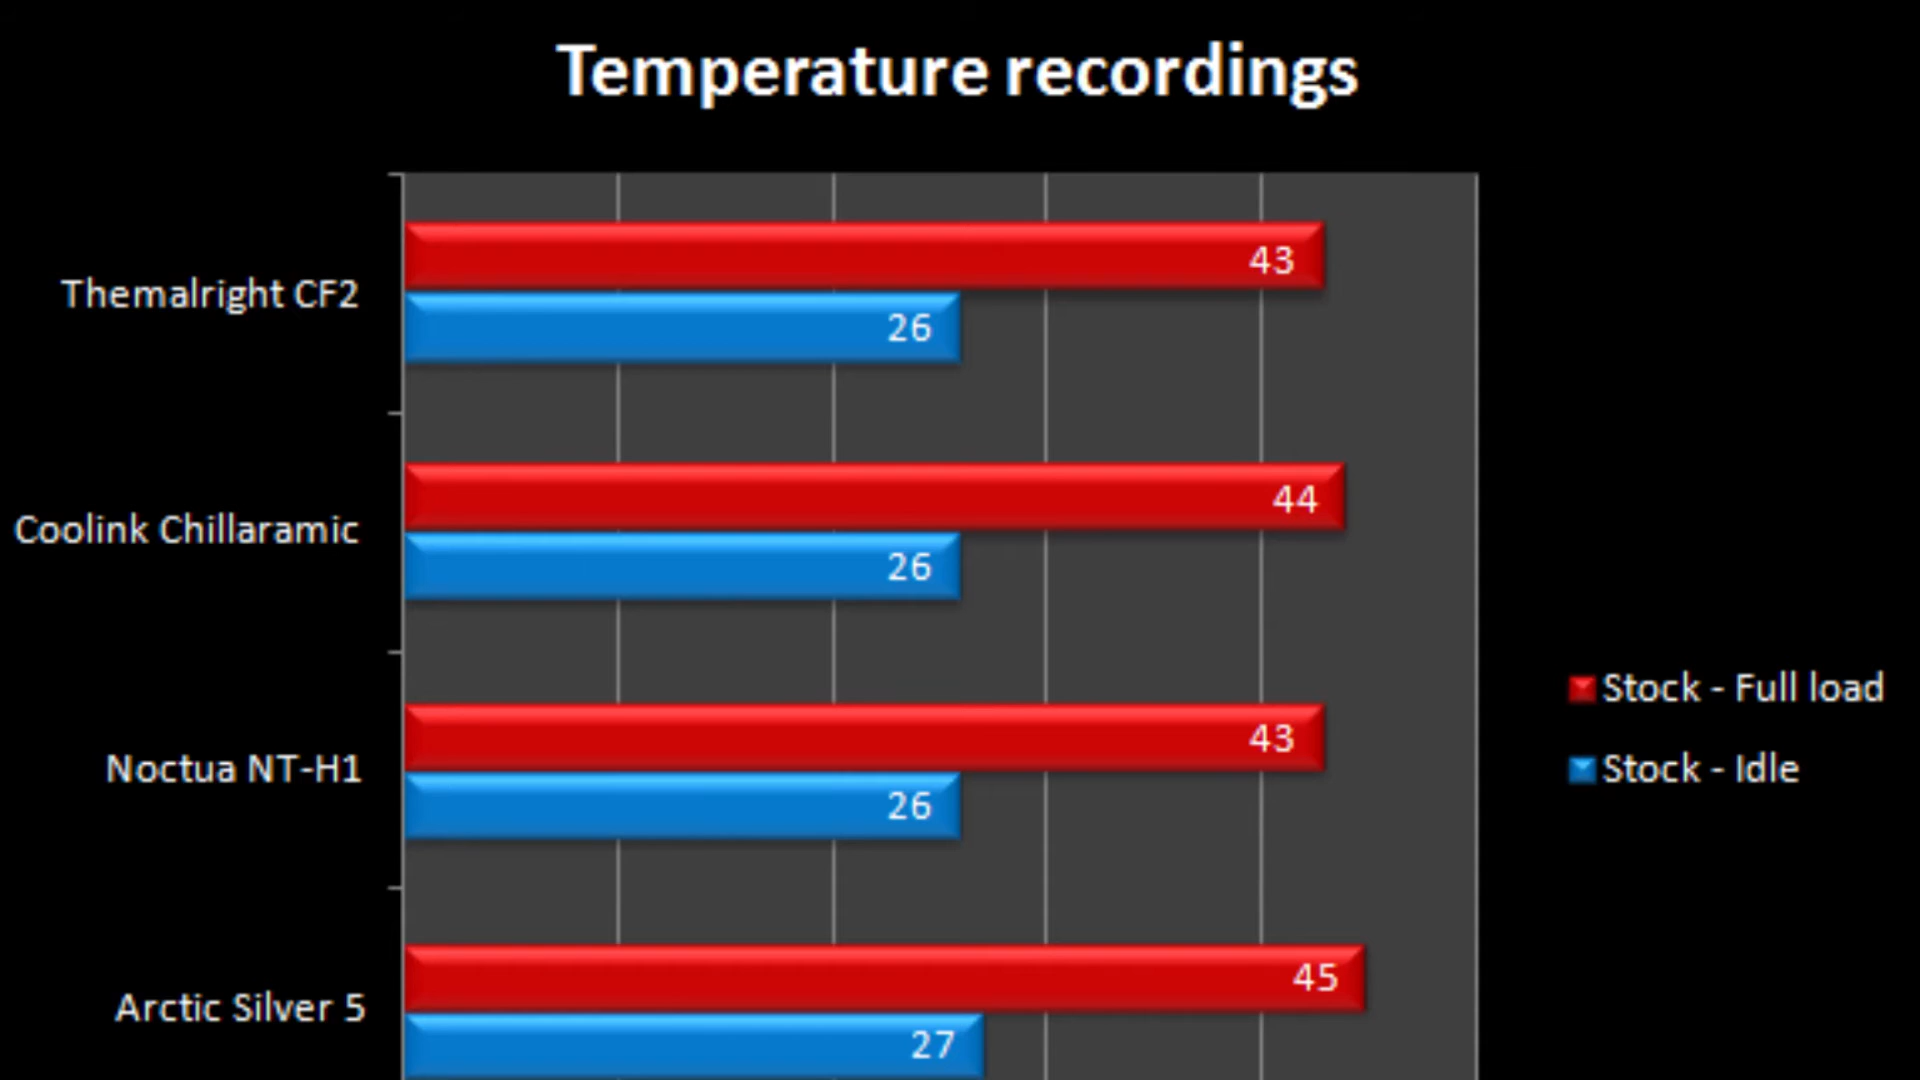 Temperature recordings
Themalright CF2
43
26
Coolink Chillaramic
44
26
Noctua NT-H1
43
26
Arctic Silver 5
45
27
Stock - Full load
Stock - Idle